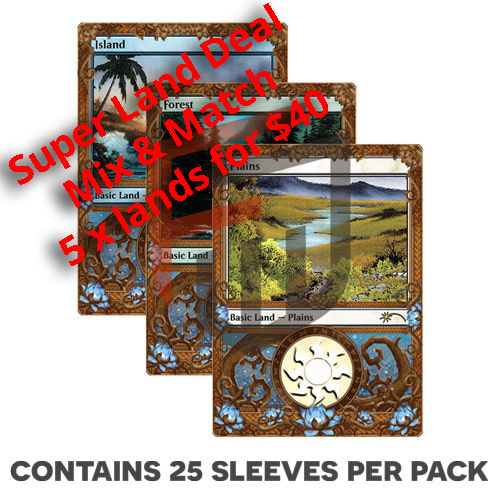 Super Land Deal
Mix & Match
5 x lands for $40
Island
Basic Land —
Forest
Basic Land
Plains
Basic Land — Plains
CONTAINS 25 SLEEVES PER PACK